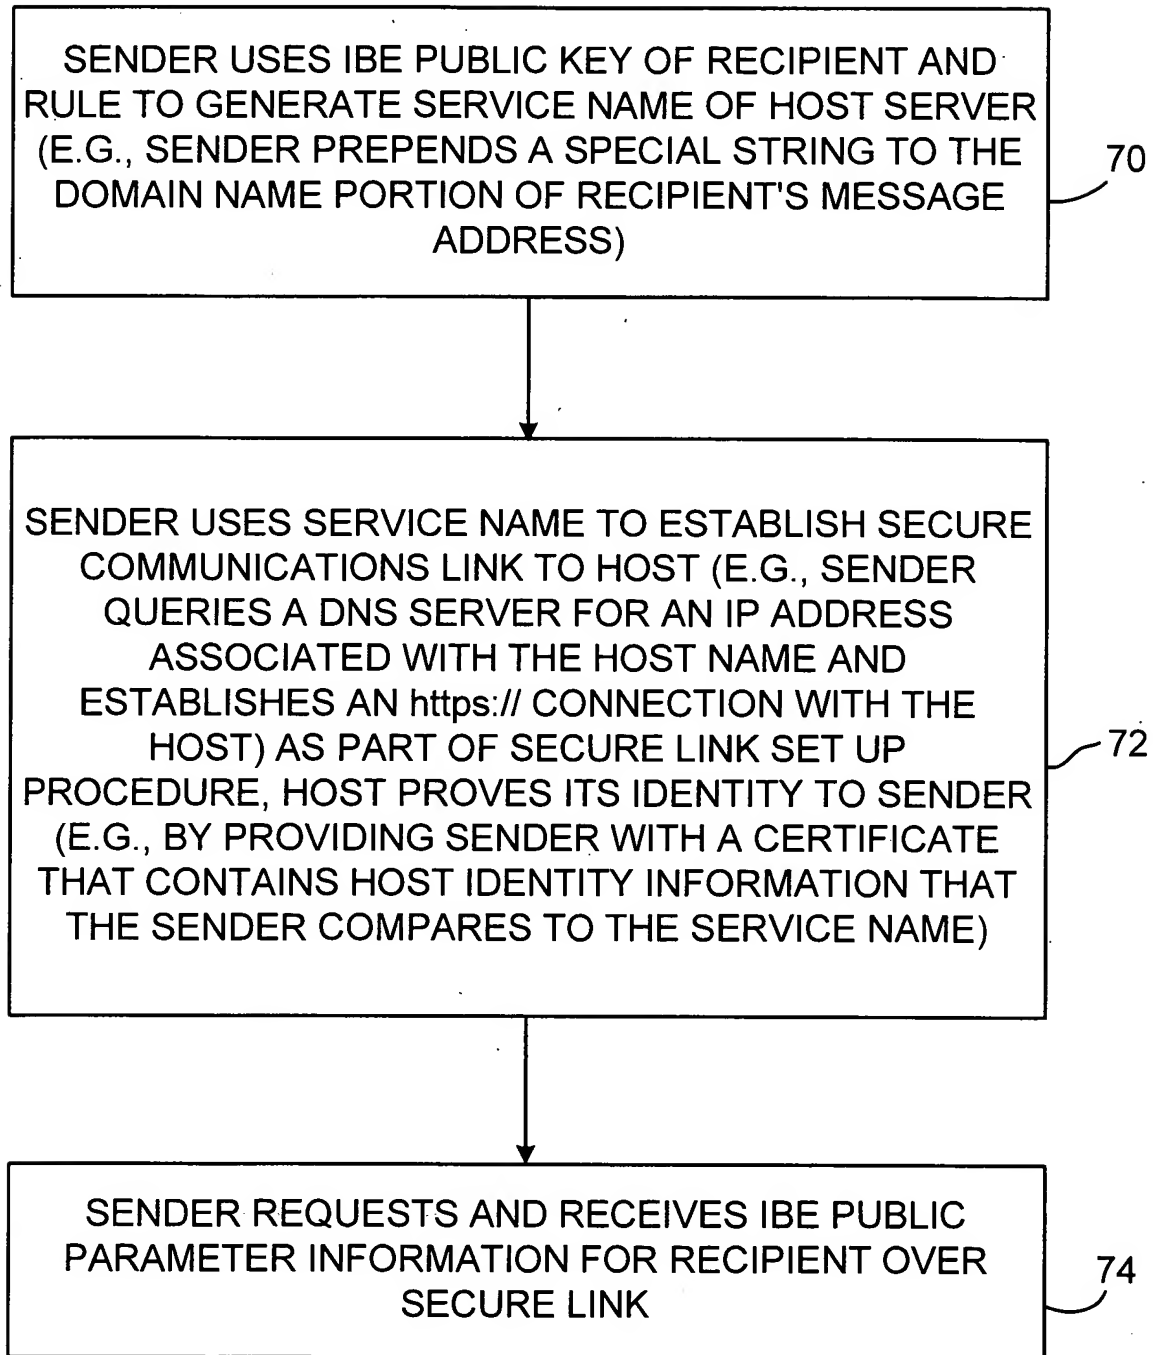 SENDER USES IBE PUBLIC KEY OF RECIPIENT AND
RULE TO GENERATE SERVICE NAME OF HOST SERVER
(E.G., SENDER PREPENDS A SPECIAL STRING TO THE
DOMAIN NAME PORTION OF RECIPIENT'S MESSAGE
ADDRESS)
70
SENDER USES SERVICE NAME TO ESTABLISH SECURE
COMMUNICATIONS LINK TO HOST (E.G., SENDER
QUERIES A DNS SERVER FOR AN IP ADDRESS
ASSOCIATED WITH THE HOST NAME AND
ESTABLISHES AN https:// CONNECTION WITH THE
HOST) AS PART OF SECURE LINK SET UP
PROCEDURE, HOST PROVES ITS IDENTITY TO SENDER
(E.G., BY PROVIDING SENDER WITH A CERTIFICATE
THAT CONTAINS HOST IDENTITY INFORMATION THAT
THE SENDER COMPARES TO THE SERVICE NAME)
72
SENDER REQUESTS AND RECEIVES IBE PUBLIC
PARAMETER INFORMATION FOR RECIPIENT OVER
SECURE LINK
74